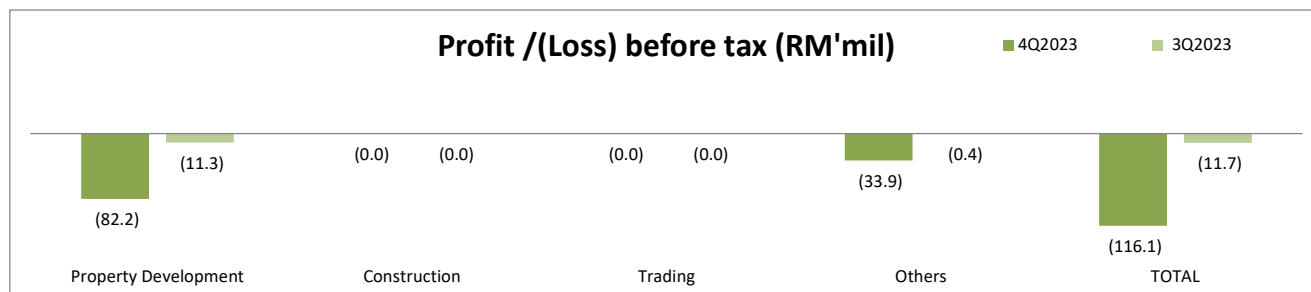 Profit /(Loss) before tax (RM'mil)
4Q2023 3Q2023
(0.0) (0.0) (0.0) (0.0) (0.4)
(11.3) (11.7)
(33.9)
(82.2)
(116.1)
Property Development Construction Trading Others TOTAL